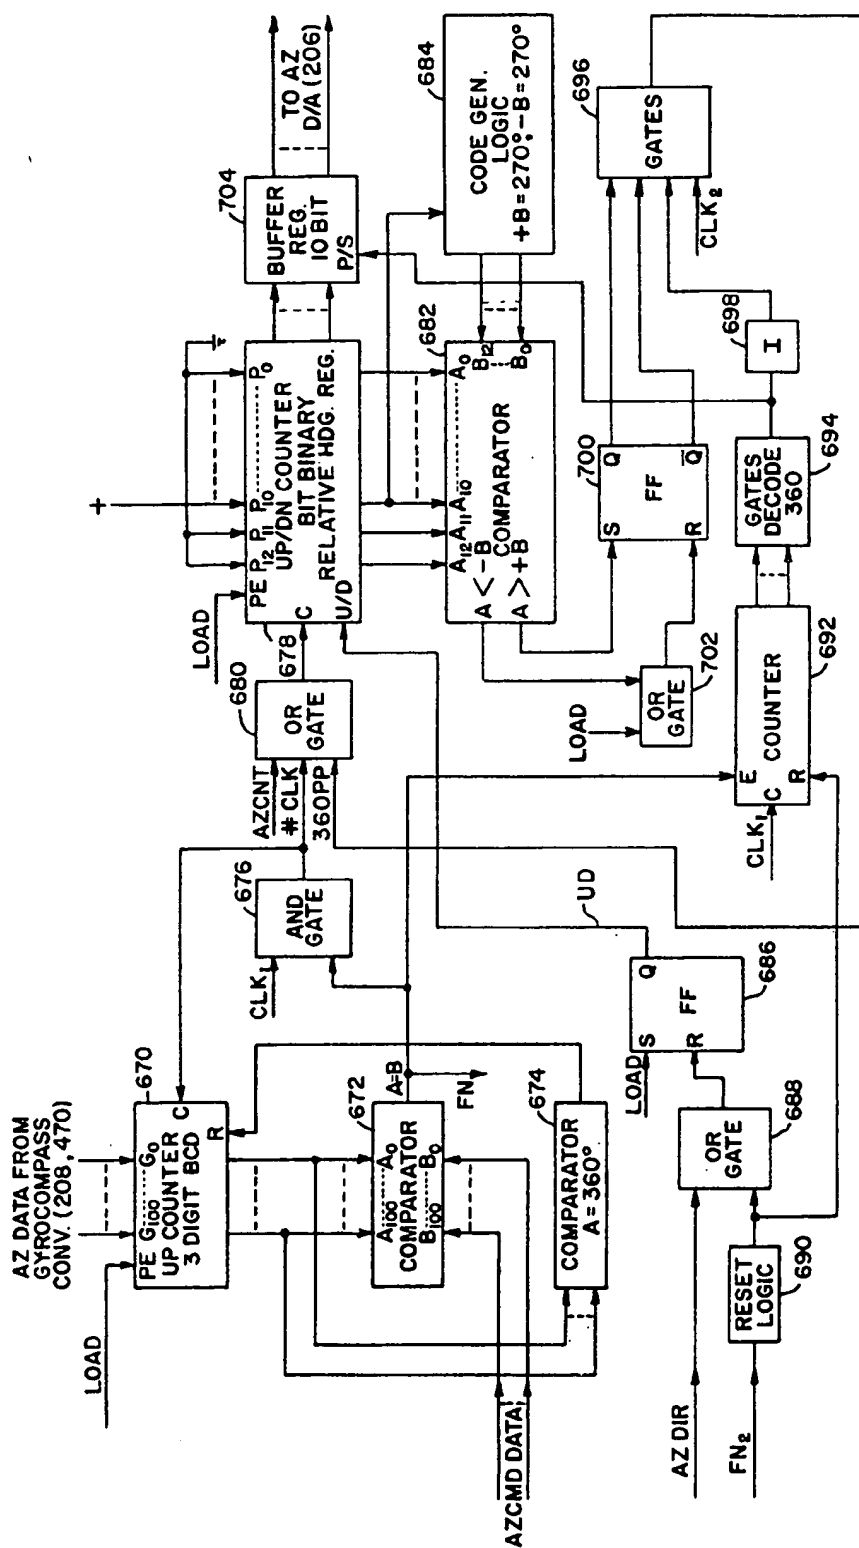 AZ DATA FROM
GYROCOMPASS
CONV. (208, 470)
LOAD
PE G100 G0
UP COUNTER
3 DIGIT BCD
C
R
670
A100 A0
COMPARATOR
B100 B0
672
A=B
FN
COMPARATOR
A = 360°
674
AZCMD DATA
AZ DIR
FN2
RESET
LOGIC
690
OR
GATE
688
LOAD
S
R
FF
Q
686
UD
CLK1
AND
GATE
676
AZCNT
#CLK
360PP
OR
GATE
680
LOAD
678
+
PE P12 P11 P10 P0
UP/DN COUNTER
BIT BINARY
RELATIVE HDG. REG.
C
U/D
BUFFER
REG.
10 BIT
P/S
704
TO AZ
D/A (206)
A12 A11 A10 A0
COMPARATOR
A < -B
A > +B
B12
B0
682
CODE GEN.
LOGIC
+B=270°; -B=270°
684
LOAD
OR
GATE
702
S
R
FF
Q
Q̅
700
CLK1
E
C
R
COUNTER
692
GATES
DECODE
360
694
I
698
CLK2
GATES
696